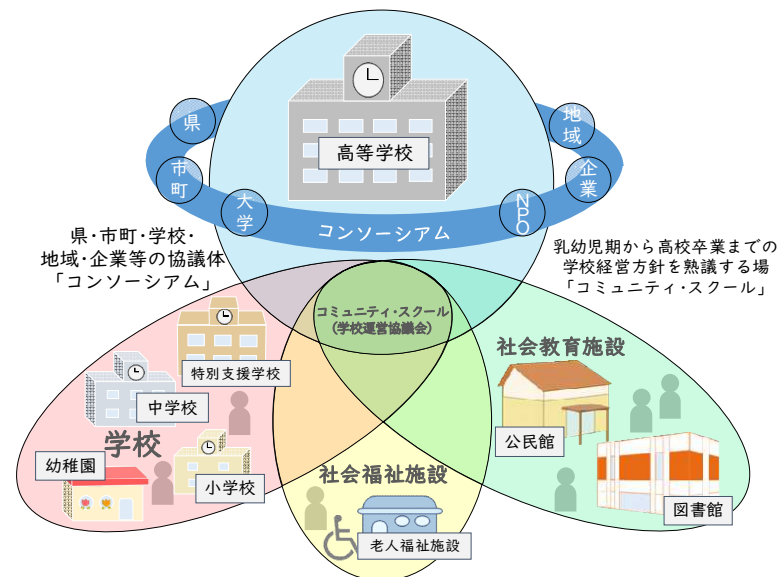 高等学校
県
市町
大学
コンソーシアム
NPO
企業
地域
県・市町・学校・
地域・企業等の協議体
「コンソーシアム」
乳幼児期から高校卒業までの
学校経営方針を熟議する場
「コミュニティ・スクール」
コミュニティ・スクール
(学校運営協議会)
特別支援学校
中学校
学校
幼稚園
小学校
社会福祉施設
老人福祉施設
社会教育施設
公民館
図書館